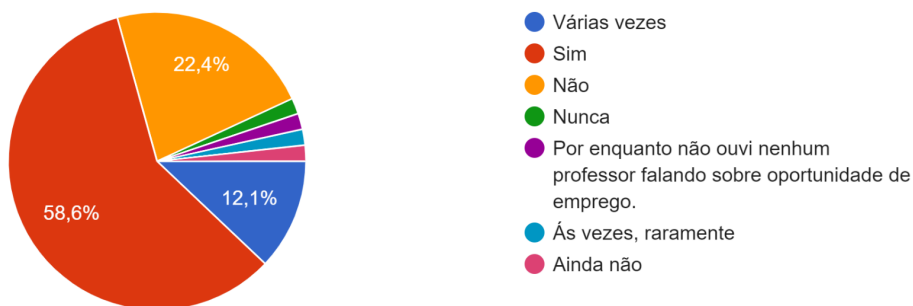 22,4%
12,1%
58,6%
Várias vezes
Sim
Não
Nunca
Por enquanto não ouvi nenhum
professor falando sobre oportunidade de
emprego.
Ás vezes, raramente
Ainda não